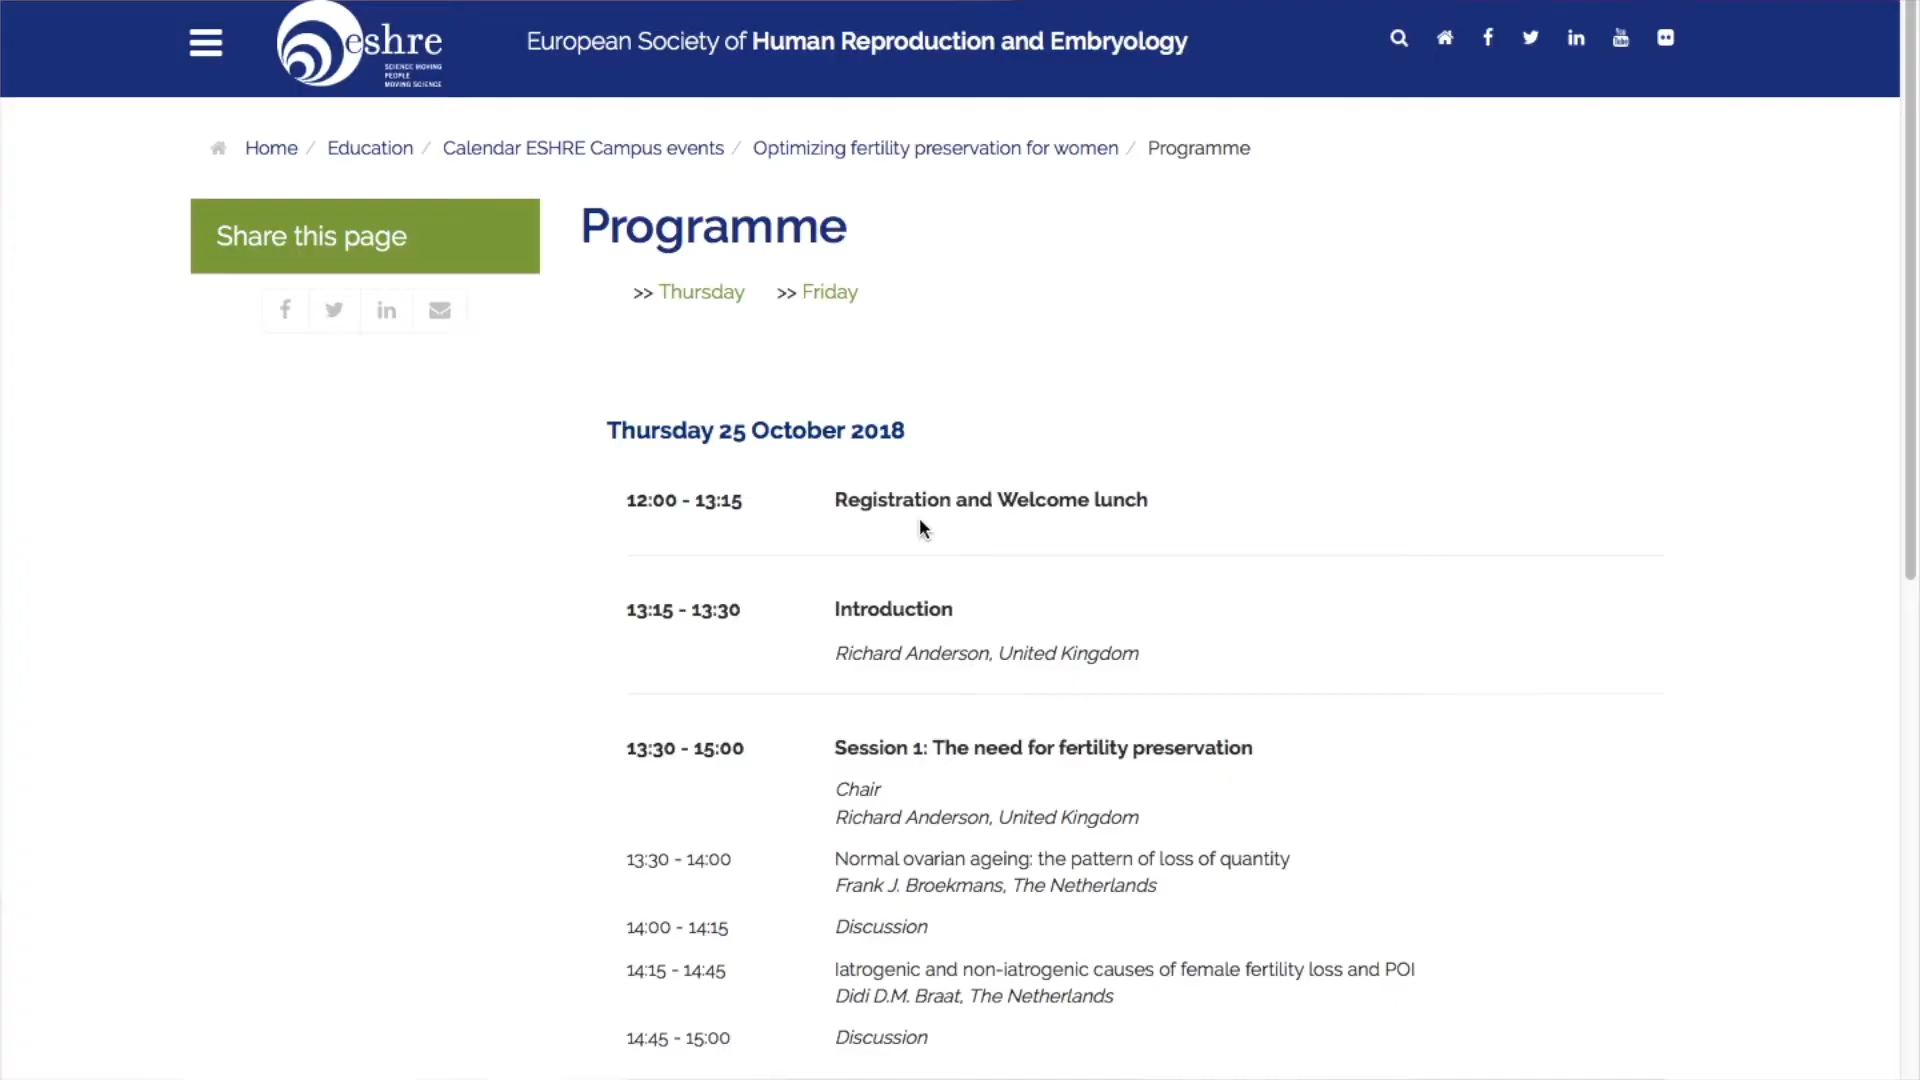 eshre
SCIENCE MOVING
PEOPLE
MOVING SCIENCE
European Society of Human Reproduction and Embryology
Home / Education / Calendar ESHRE Campus events / Optimizing fertility preservation for women / Programme
Share this page
Programme
>> Thursday >> Friday
Thursday 25 October 2018
12:00 - 13:15 Registration and Welcome lunch
13:15 - 13:30 Introduction
Richard Anderson, United Kingdom
13:30 - 15:00 Session 1: The need for fertility preservation
Chair
Richard Anderson, United Kingdom
13:30 - 14:00 Normal ovarian ageing: the pattern of loss of quantity
Frank J. Broekmans, The Netherlands
14:00 - 14:15 Discussion
14:15 - 14:45 Iatrogenic and non-iatrogenic causes of female fertility loss and POI
Didi D.M. Braat, The Netherlands
14:45 - 15:00 Discussion